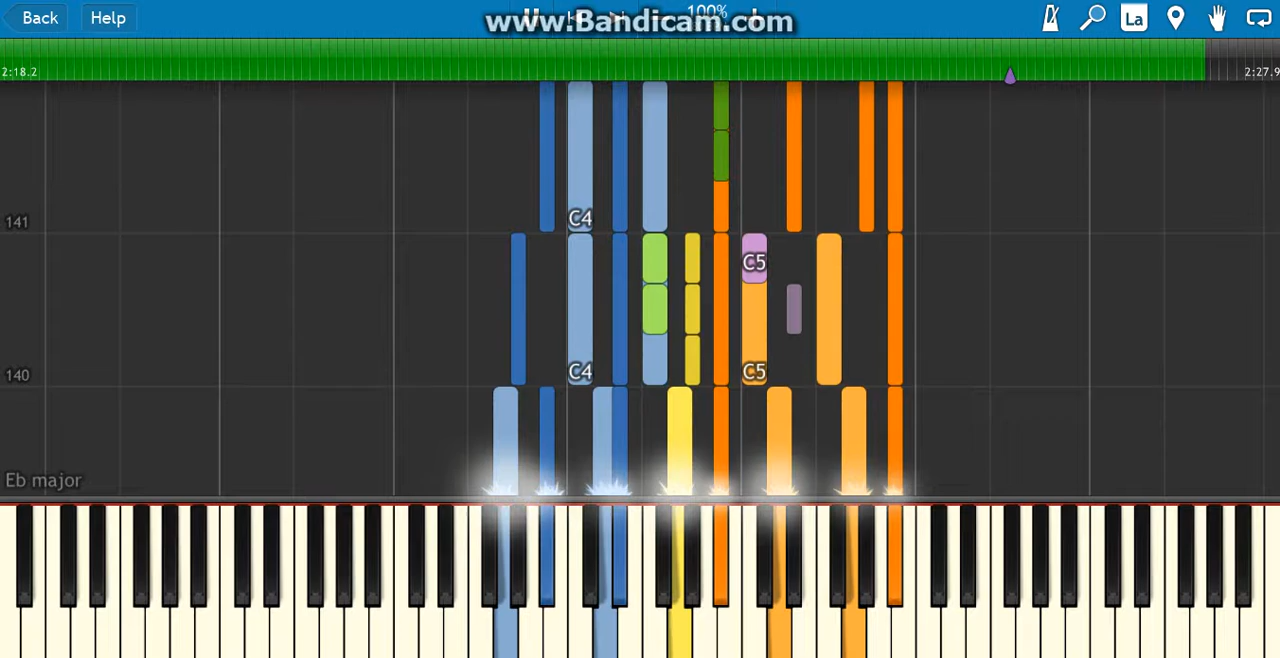 Back Help 100% La
www.Bandicam.com
2:18.2 2:27.9
141 C4
C5
140 C4 C5
Eb major